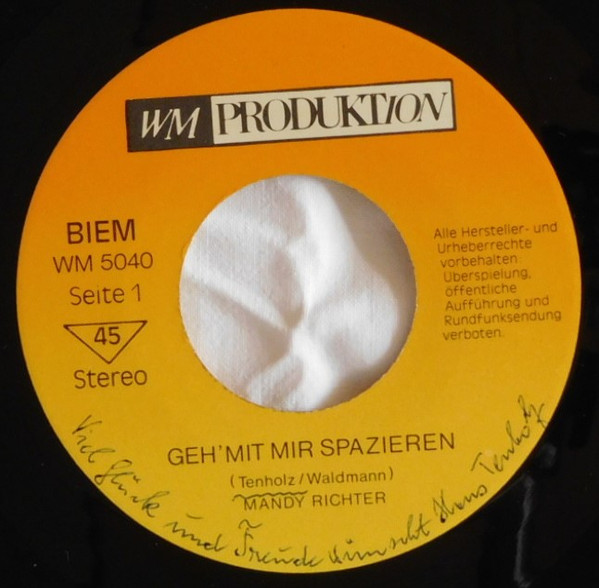 WM PRODUKTION
BIEM
WM 5040
Seite 1
45
Stereo
Alle Hersteller- und
Urheberrechte
vorbehalten.
Überspielung,
öffentliche
Aufführung und
Rundfunksendung
verboten.
GEH' MIT MIR SPAZIEREN
(Tenholz/Waldmann)
MANDY RICHTER
Viel Glück und Freude wünscht Hans Tenholz